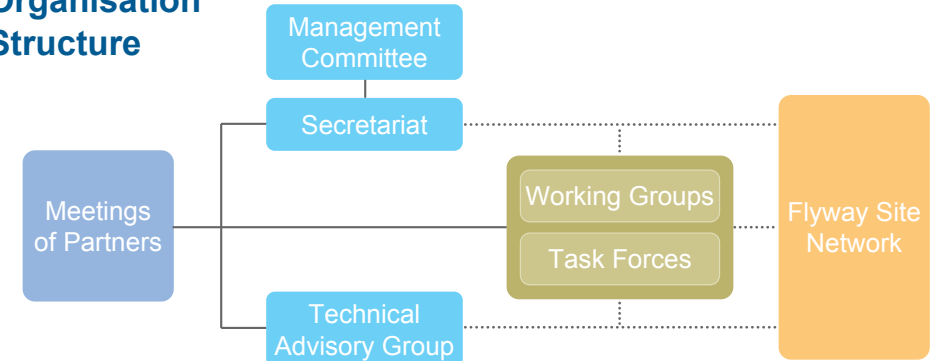 Organisation
Structure
Management
Committee
Secretariat
Meetings
of Partners
Working Groups
Task Forces
Flyway Site
Network
Technical
Advisory Group